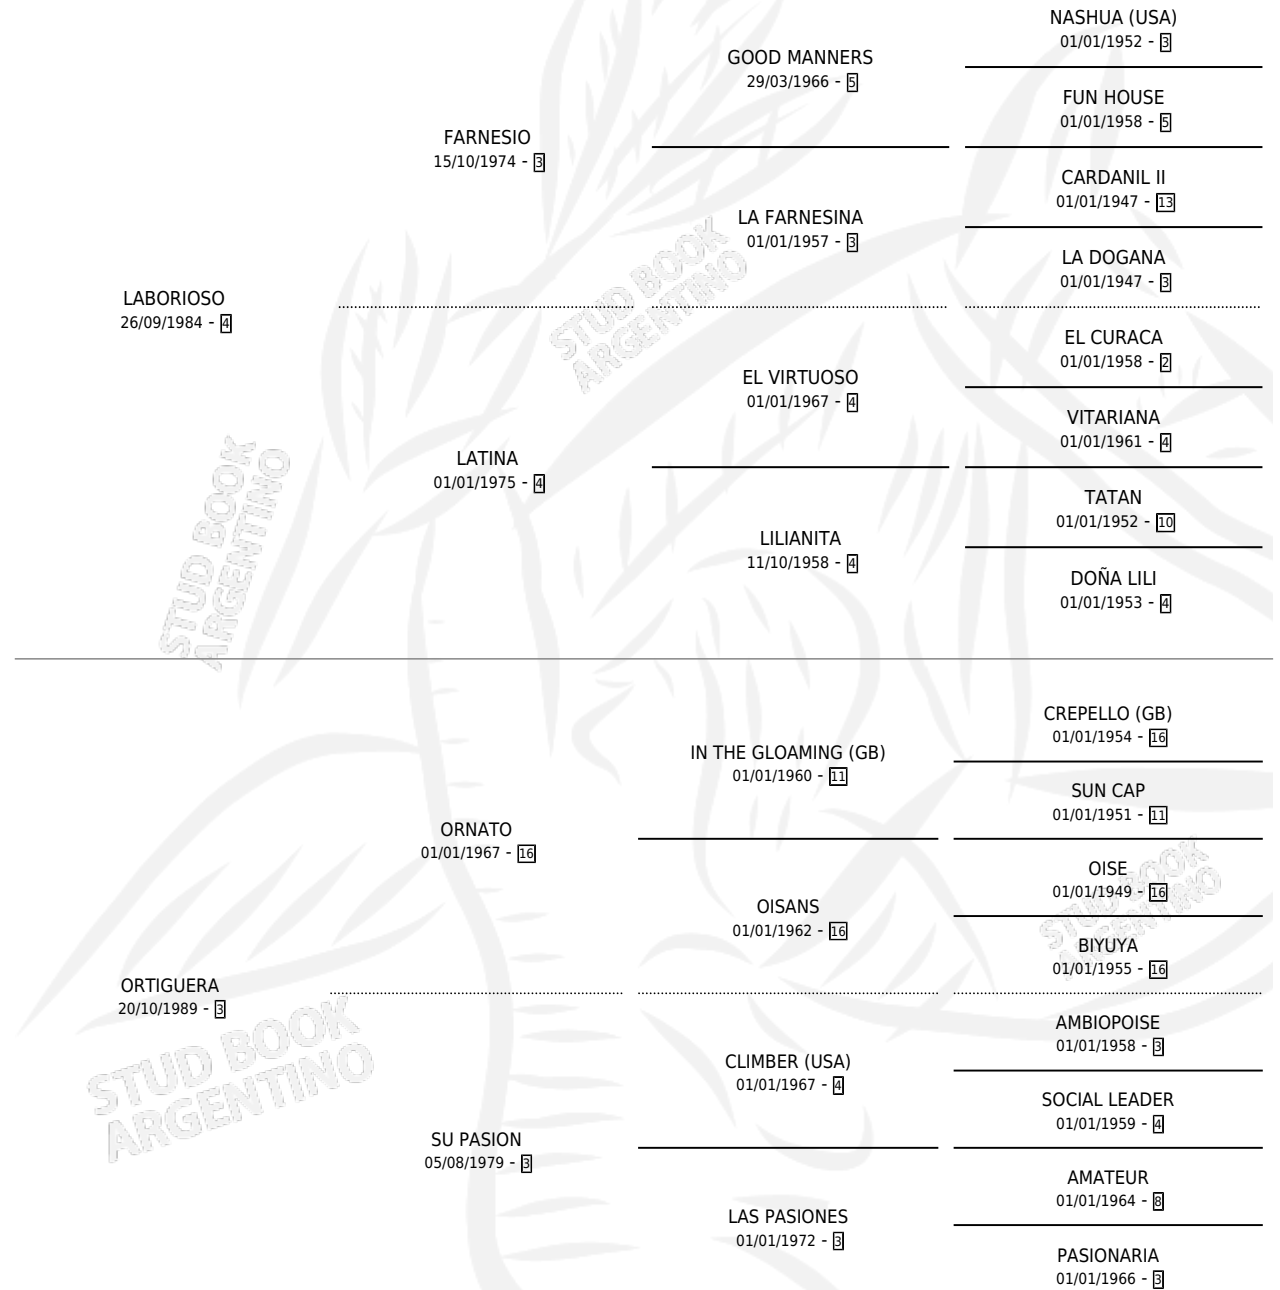 NASHUA (USA)
01/01/1952 - 3
GOOD MANNERS
29/03/1966 - 5
FUN HOUSE
01/01/1958 - 5
FARNESIO
15/10/1974 - 3
CARDANIL II
01/01/1947 - 13
LA FARNESINA
01/01/1957 - 3
LA DOGANA
01/01/1947 - 3
LABORIOSO
26/09/1984 - 4
EL CURACA
01/01/1958 - 2
EL VIRTUOSO
01/01/1967 - 4
VITARIANA
01/01/1961 - 4
LATINA
01/01/1975 - 4
TATAN
01/01/1952 - 10
LILIANITA
11/10/1958 - 4
DOÑA LILI
01/01/1953 - 4
CREPELLO (GB)
01/01/1954 - 16
IN THE GLOAMING (GB)
01/01/1960 - 11
SUN CAP
01/01/1951 - 11
ORNATO
01/01/1967 - 16
OISE
01/01/1949 - 16
OISANS
01/01/1962 - 16
BIYUYA
01/01/1955 - 16
ORTIGUERA
20/10/1989 - 3
AMBIOPOISE
01/01/1958 - 3
CLIMBER (USA)
01/01/1967 - 4
SOCIAL LEADER
01/01/1959 - 4
SU PASION
05/08/1979 - 3
AMATEUR
01/01/1964 - 8
LAS PASIONES
01/01/1972 - 3
PASIONARIA
01/01/1966 - 3
STUD BOOK
ARGENTINO
STUD BOOK
ARGENTINO
STUD BOOK
ARGENTINO
STUD BOOK
ARGENTINO